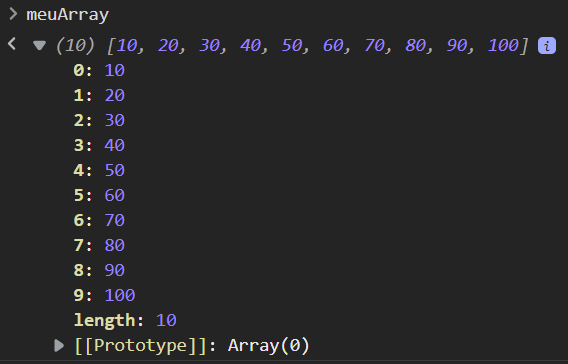 > meuArray
< ▼ (10) [10, 20, 30, 40, 50, 60, 70, 80, 90, 100] i
0: 10
1: 20
2: 30
3: 40
4: 50
5: 60
6: 70
7: 80
8: 90
9: 100
length: 10
▶ [[Prototype]]: Array(0)